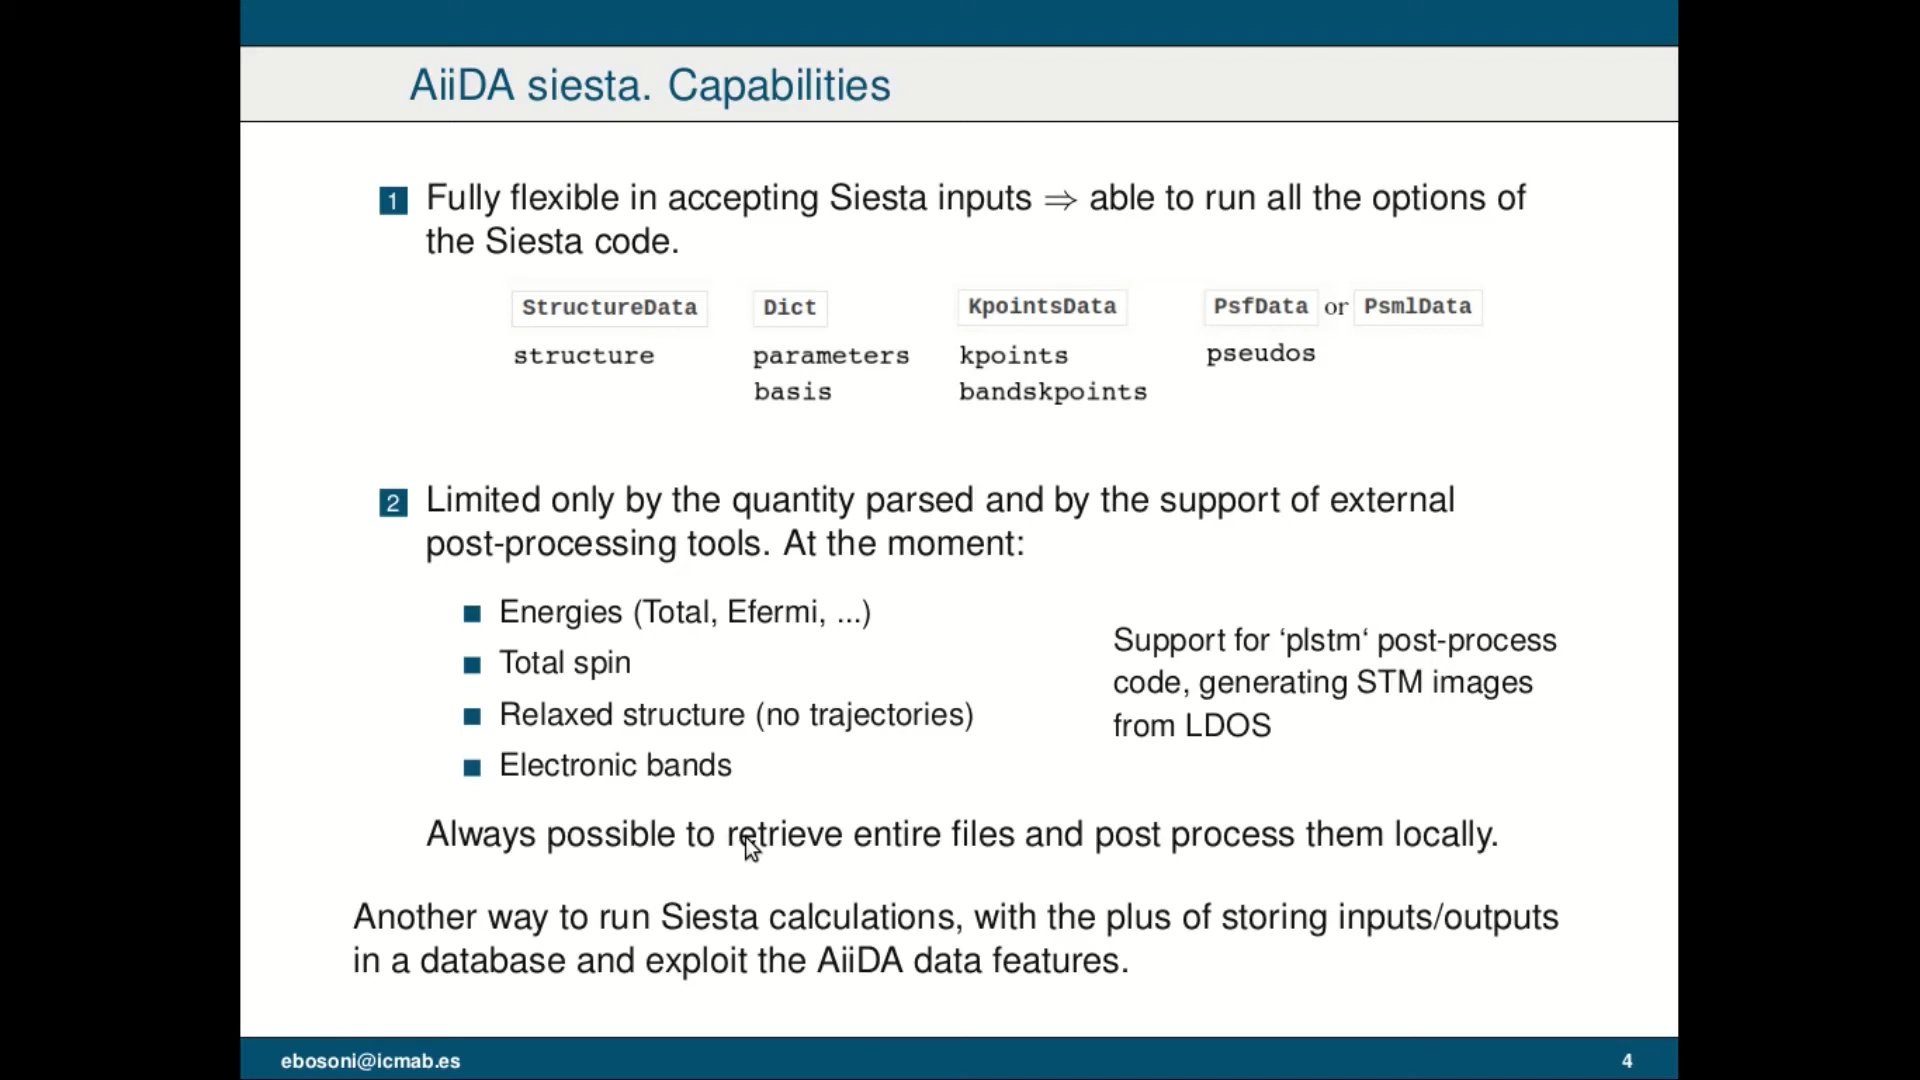 AiiDA siesta. Capabilities
1 Fully flexible in accepting Siesta inputs ⇒ able to run all the options of
the Siesta code.
StructureData Dict KpointsData PsfData or PsmlData
structure parameters kpoints pseudos
basis bandskpoints
2 Limited only by the quantity parsed and by the support of external
post-processing tools. At the moment:
Energies (Total, Efermi, ...)
Total spin
Relaxed structure (no trajectories)
Electronic bands
Support for ‘plstm‘ post-process
code, generating STM images
from LDOS
Always possible to retrieve entire files and post process them locally.
Another way to run Siesta calculations, with the plus of storing inputs/outputs
in a database and exploit the AiiDA data features.
ebosoni@icmab.es 4